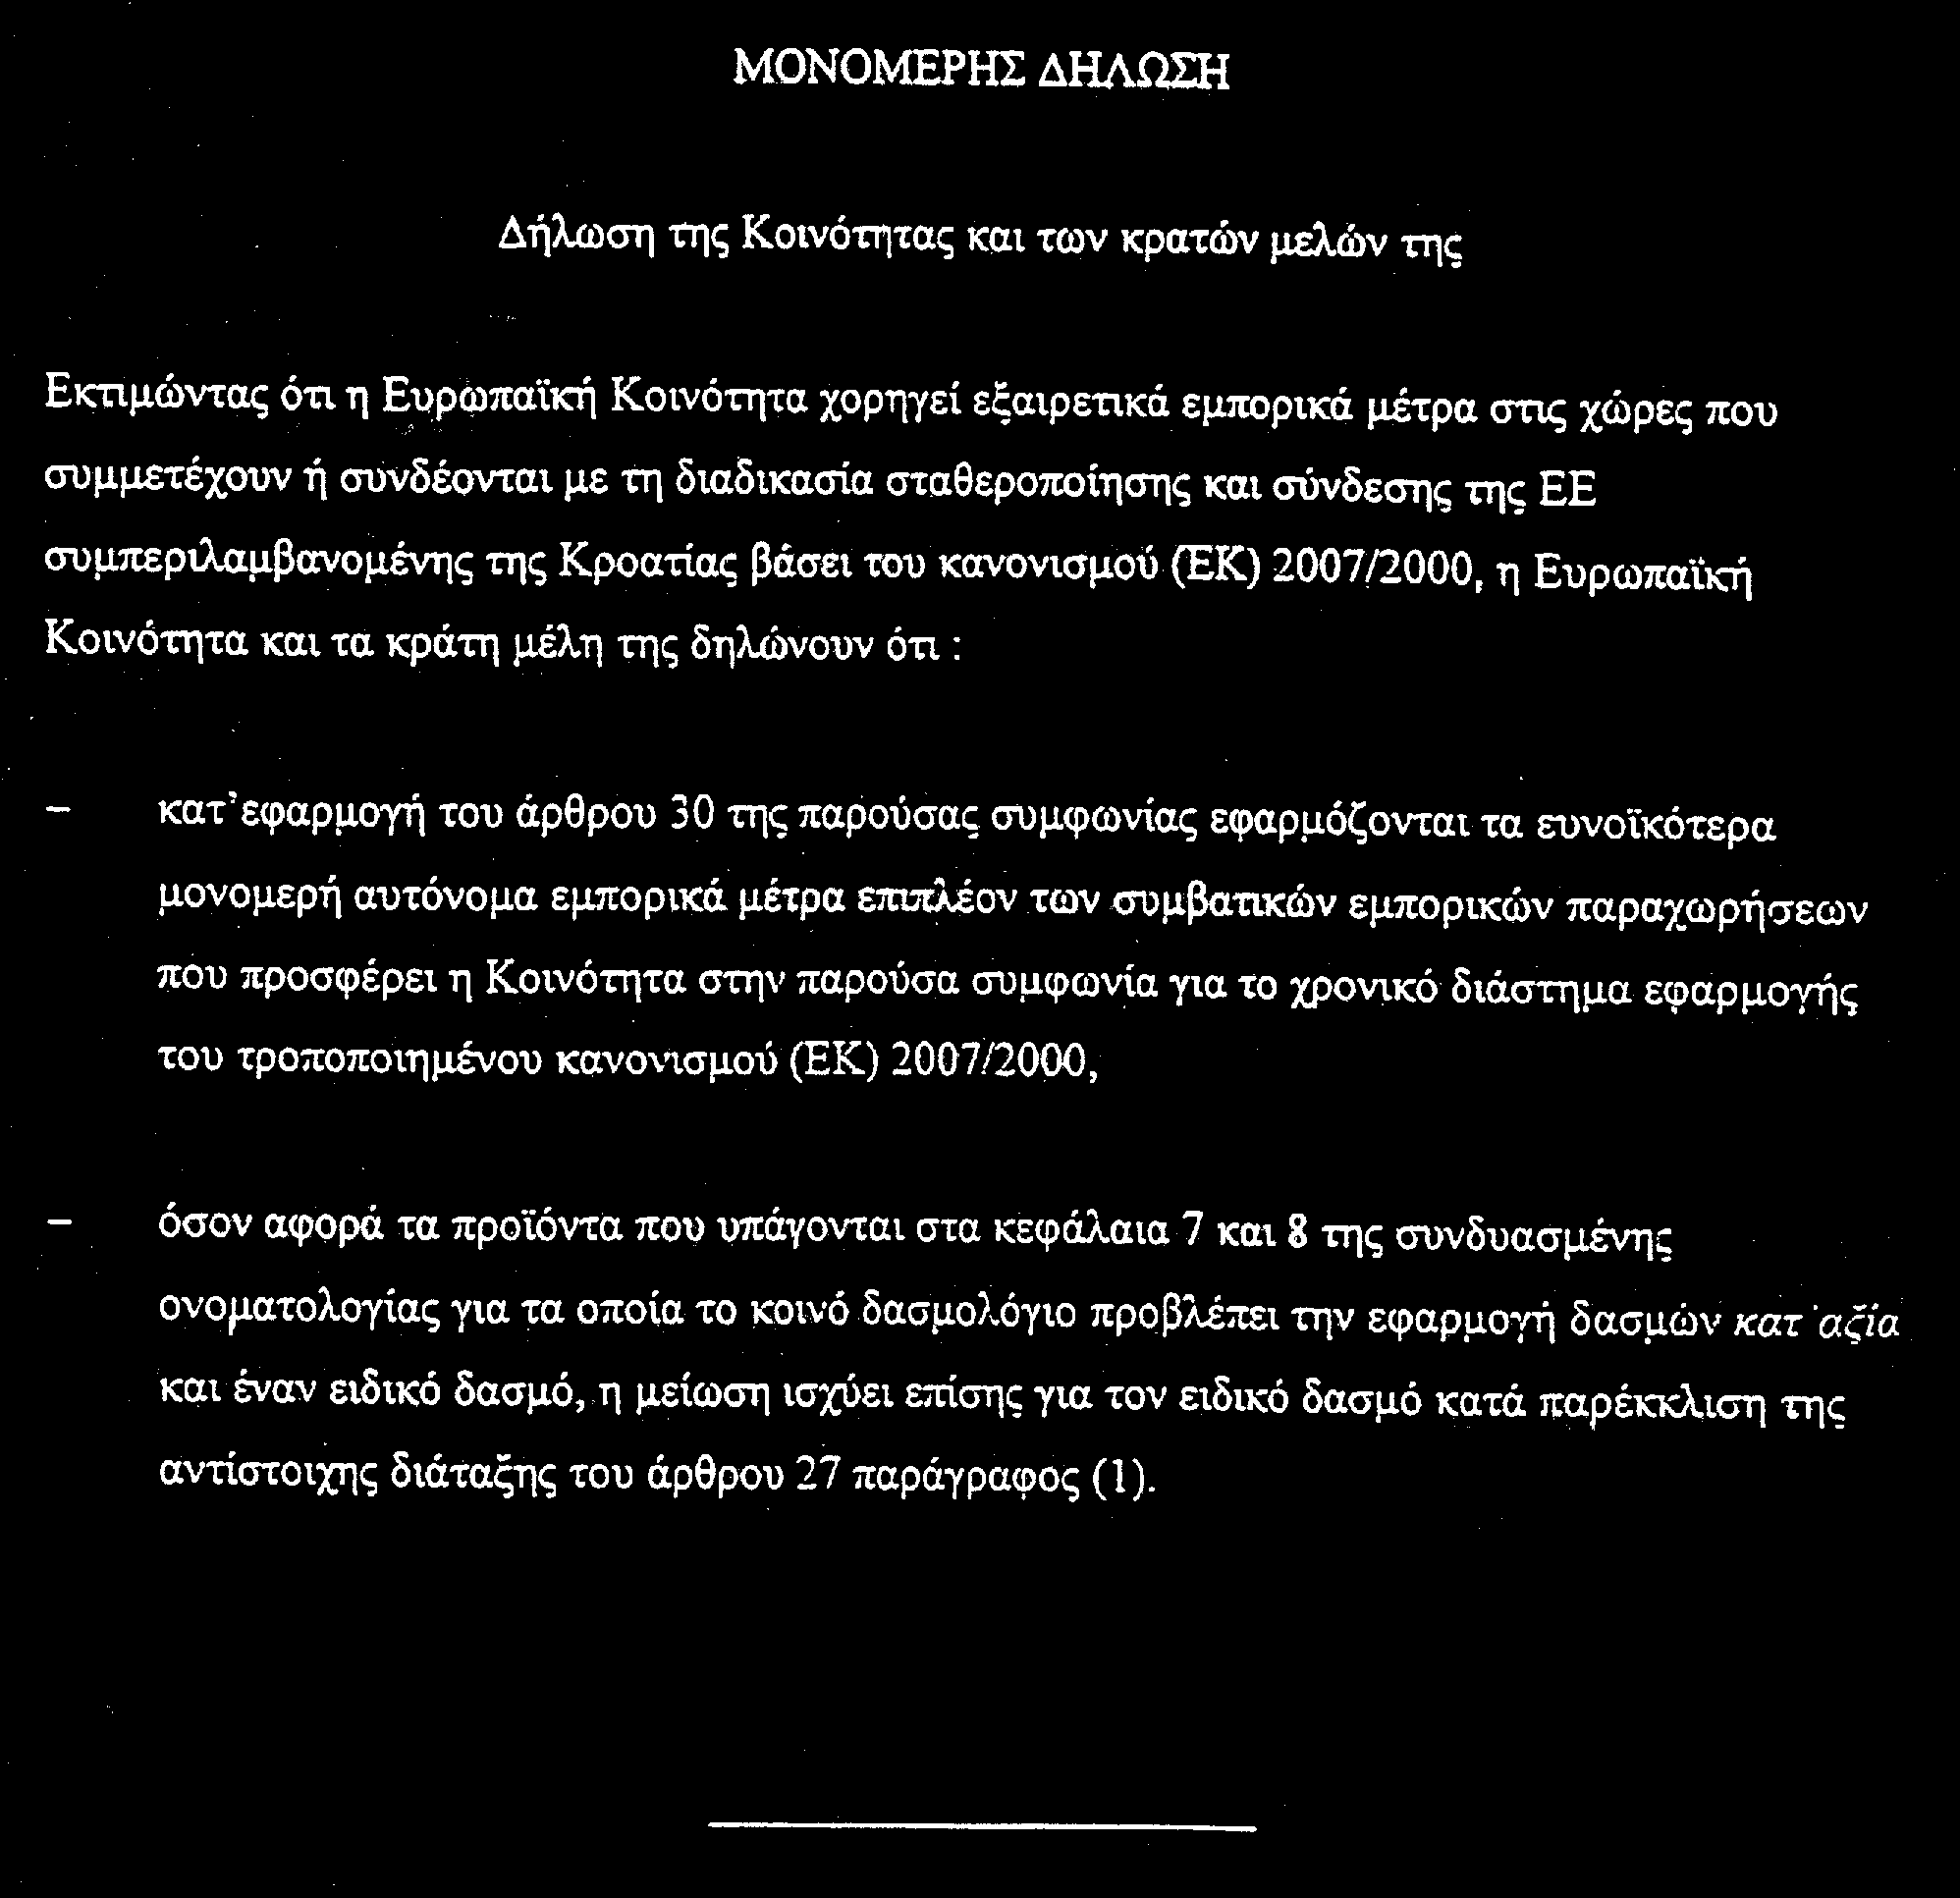 ΜΟΝΟΜΕΡΗΣ ΔΗΛΩΣΗ
Δήλωση της Κοινότητας και των κρατών μελών της
Εκτιμώντας ότι η Ευρωπαϊκή Κοινότητα χορηγεί εξαιρετικά εμπορικά μέτρα στις χώρες που
συμμετέχουν ή συνδέονται με τη διαδικασία σταθεροποίησης και σύνδεσης της ΕΕ
συμπεριλαμβανομένης της Κροατίας βάσει του κανονισμού (ΕΚ) 2007/2000, η Ευρωπαϊκή
Κοινότητα και τα κράτη μέλη της δηλώνουν ότι :
– κατ’εφαρμογή του άρθρου 30 της παρούσας συμφωνίας εφαρμόζονται τα ευνοϊκότερα
μονομερή αυτόνομα εμπορικά μέτρα επιπλέον των συμβατικών εμπορικών παραχωρήσεων
που προσφέρει η Κοινότητα στην παρούσα συμφωνία για το χρονικό διάστημα εφαρμογής
του τροποποιημένου κανονισμού (ΕΚ) 2007/2000,
– όσον αφορά τα προϊόντα που υπάγονται στα κεφάλαια 7 και 8 της συνδυασμένης
ονοματολογίας για τα οποία το κοινό δασμολόγιο προβλέπει την εφαρμογή δασμών κατ’αξία
και έναν ειδικό δασμό, η μείωση ισχύει επίσης για τον ειδικό δασμό κατά παρέκκλιση της
αντίστοιχης διάταξης του άρθρου 27 παράγραφος (1).